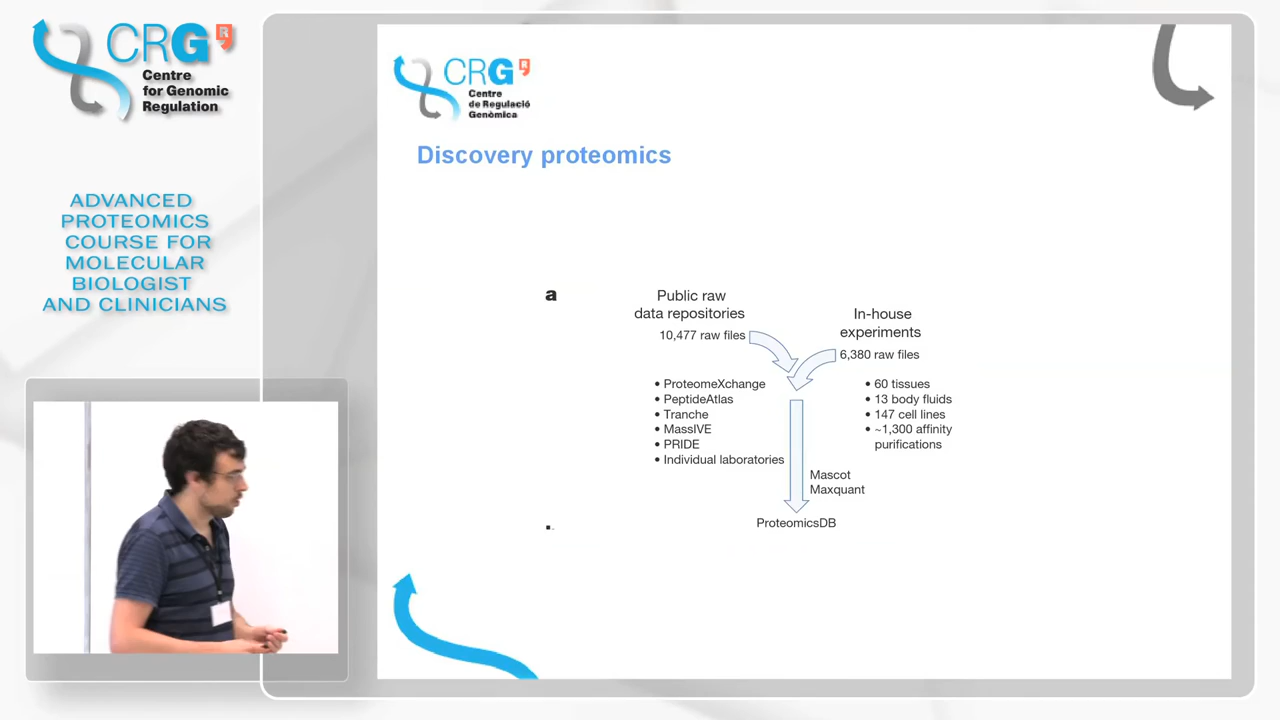 CRG
Centre
for Genomic
Regulation
ADVANCED
PROTEOMICS
COURSE FOR
MOLECULAR
BIOLOGIST
AND CLINICIANS
CRG
Centre
de Regulació
Genòmica
Discovery proteomics
a
Public raw
data repositories
10,477 raw files
In-house
experiments
6,380 raw files
• ProteomeXchange
• PeptideAtlas
• Tranche
• MassIVE
• PRIDE
• Individual laboratories
• 60 tissues
• 13 body fluids
• 147 cell lines
• ~1,300 affinity
purifications
Mascot
Maxquant
ProteomicsDB